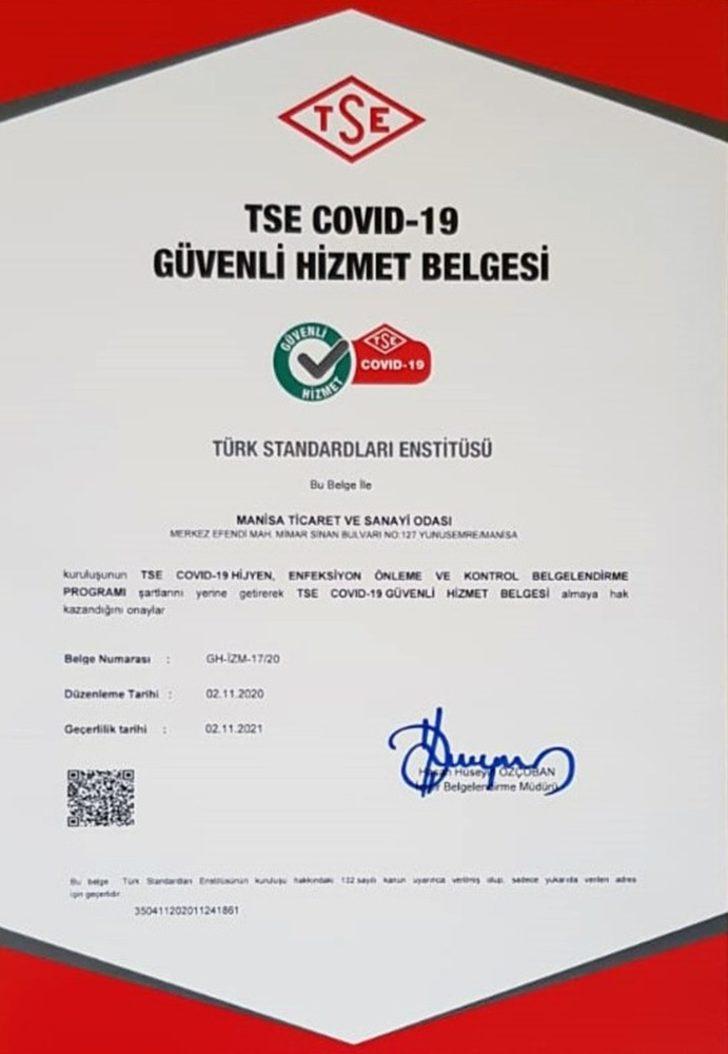 TSE
TSE COVID-19
GÜVENLİ HİZMET BELGESİ
GÜVENLİ
HİZMET
TSE
COVID-19
TÜRK STANDARDLARI ENSTİTÜSÜ
Bu Belge İle
MANİSA TİCARET VE SANAYİ ODASI
MERKEZ EFENDİ MAH. MİMAR SİNAN BULVARI NO:127 YUNUSEMRE/MANİSA
kuruluşunun TSE COVID-19 HİJYEN, ENFEKSİYON ÖNLEME VE KONTROL BELGELENDİRME
PROGRAMI şartlarını yerine getirerek TSE COVID-19 GÜVENLİ HİZMET BELGESİ almaya hak
kazandığını onaylar
Belge Numarası : GH-İZM-17/20
Düzenleme Tarihi : 02.11.2020
Geçerlilik tarihi : 02.11.2021
Hasan Hüseyin ÖZÇOBAN
İzmir Belgelendirme Müdürü
Bu belge Türk Standardları Enstitüsünün kuruluşu hakkındaki 132 sayılı kanun uyarınca verilmiş olup, sadece yukarıda verilen adres
için geçerlidir.
350411202011241861